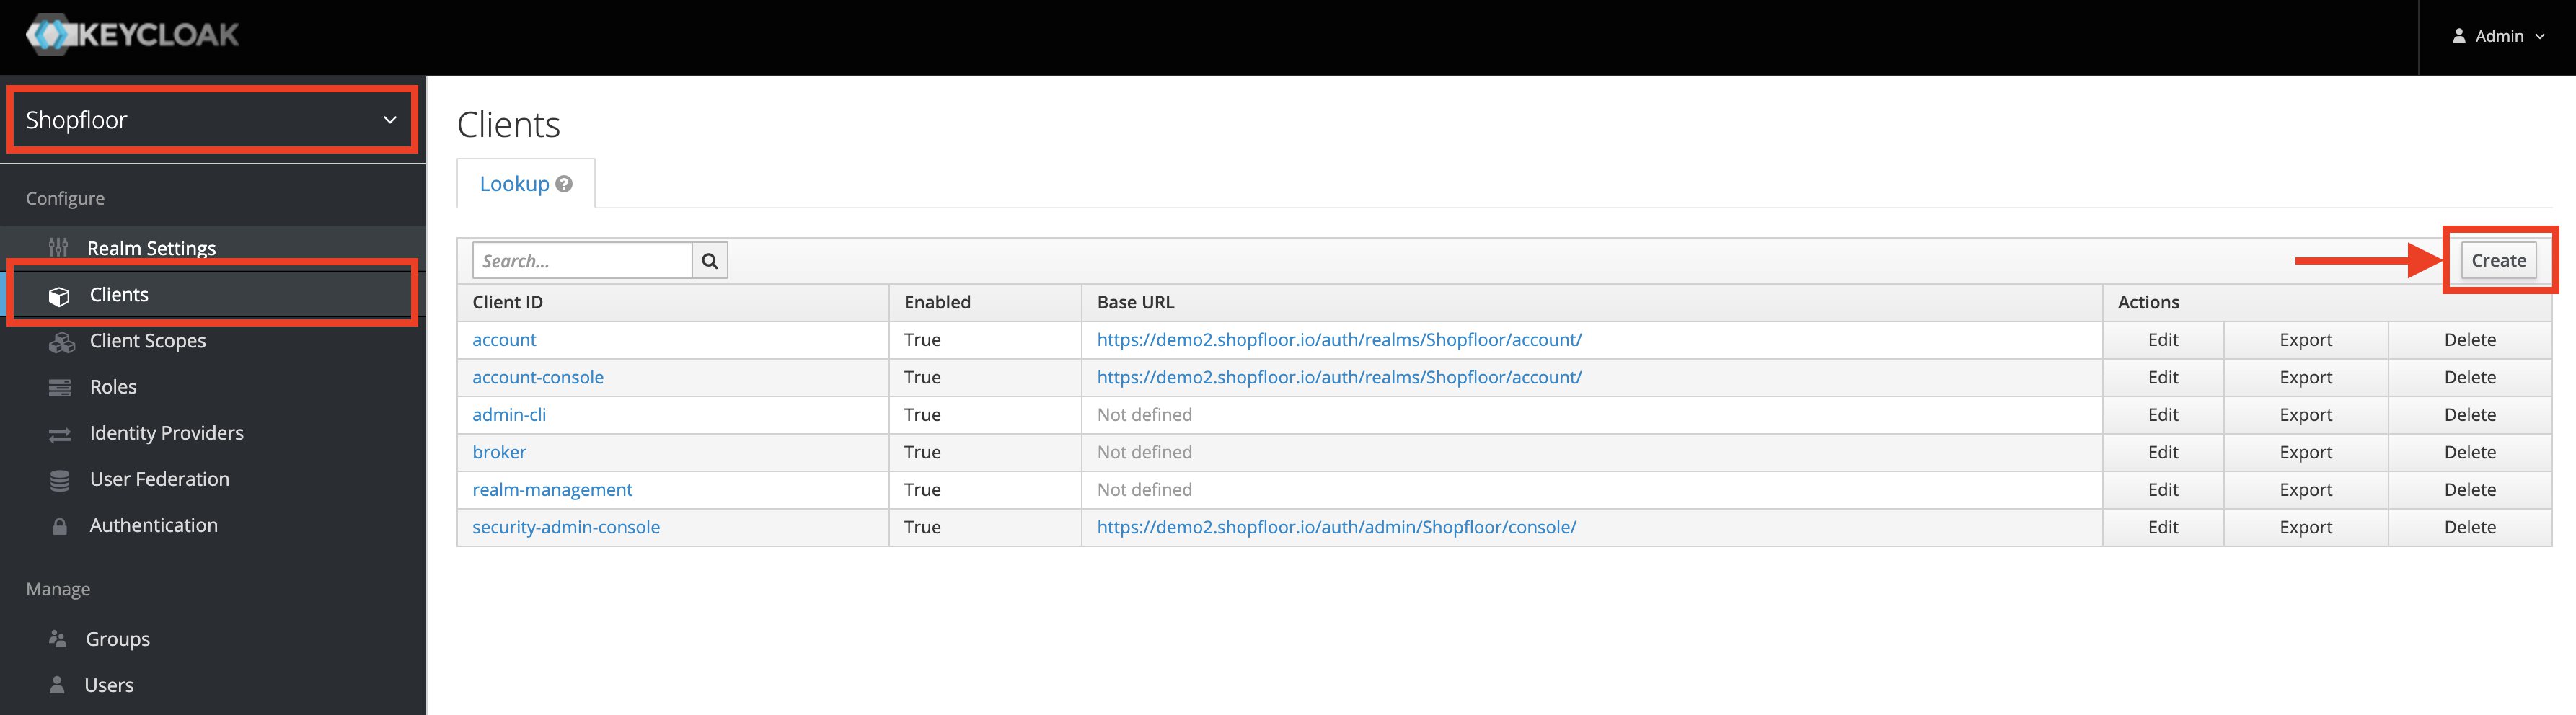 KEYCLOAK
Admin
Shopfloor
Configure
Realm Settings
Clients
Client Scopes
Roles
Identity Providers
User Federation
Authentication
Manage
Groups
Users
Clients
Lookup ?
Search...
Create
Client ID Enabled Base URL Actions
account True https://demo2.shopfloor.io/auth/realms/Shopfloor/account/ Edit Export Delete
account-console True https://demo2.shopfloor.io/auth/realms/Shopfloor/account/ Edit Export Delete
admin-cli True Not defined Edit Export Delete
broker True Not defined Edit Export Delete
realm-management True Not defined Edit Export Delete
security-admin-console True https://demo2.shopfloor.io/auth/admin/Shopfloor/console/ Edit Export Delete